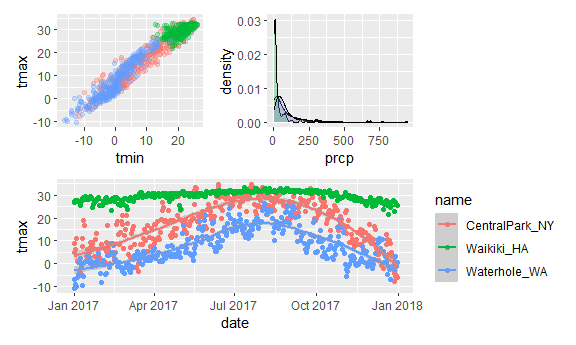 tmax
30
20
10
0
-10
-10 0 10 20
tmin
density
0.03
0.02
0.01
0.00
0 250 500 750
prcp
tmax
30
20
10
0
-10
Jan 2017 Apr 2017 Jul 2017 Oct 2017 Jan 2018
date
name
CentralPark_NY
Waikiki_HA
Waterhole_WA